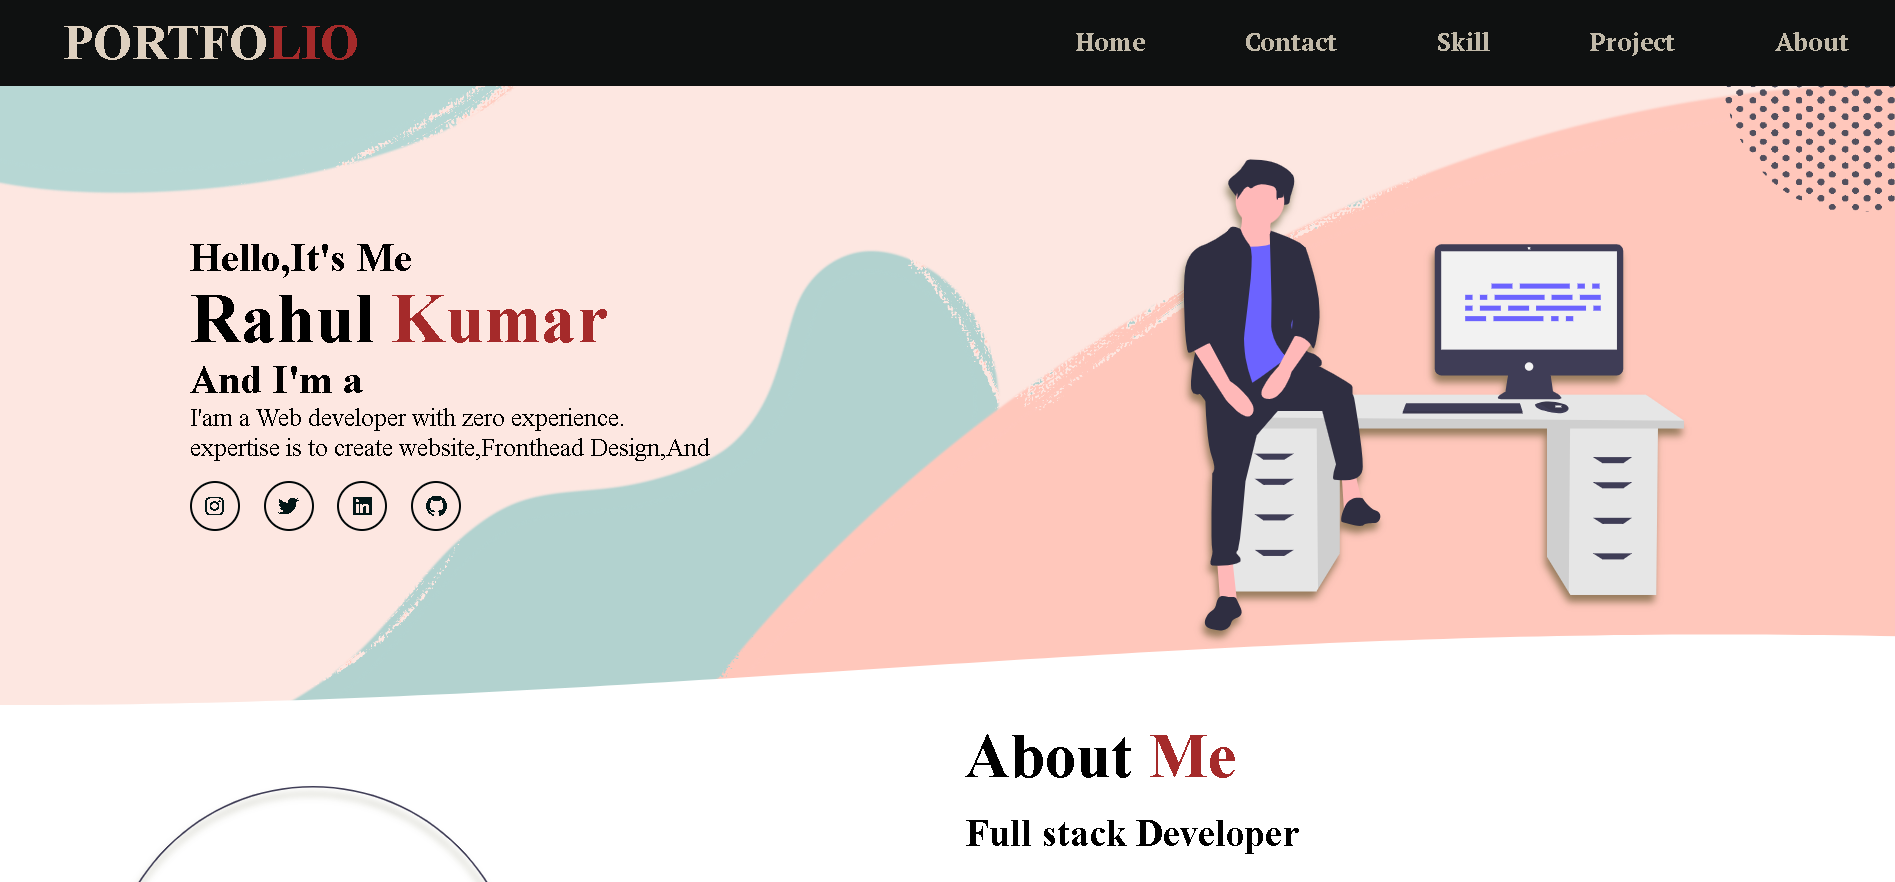 PORTFOLIO
Home Contact Skill Project About
Hello,It's Me
Rahul Kumar
And I'm a
I'am a Web developer with zero experience.
expertise is to create website,Fronthead Design,And
About Me
Full stack Developer